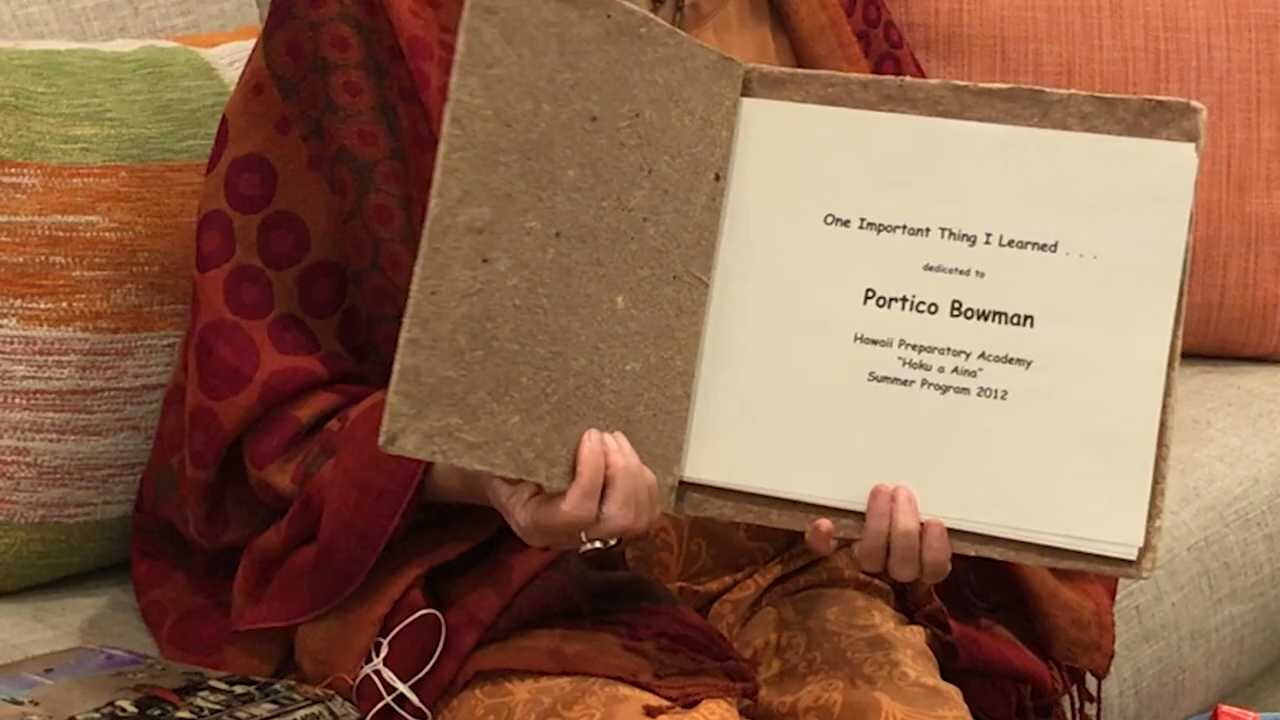 One Important Thing I Learned . . .
dedicated to
Portico Bowman
Hawaii Preparatory Academy
"Hoku a Aina"
Summer Program 2012